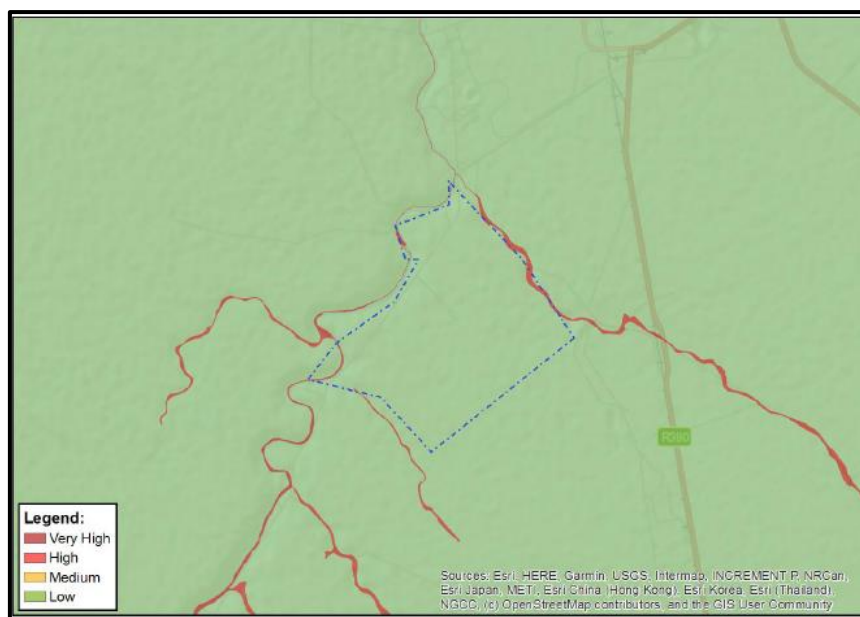 R390
Legend:
Very High
High
Medium
Low
Sources: Esri, HERE, Garmin, USGS, Intermap, INCREMENT P, NRCan,
Esri Japan, METI, Esri China (Hong Kong), Esri Korea, Esri (Thailand),
NGCC, (c) OpenStreetMap contributors, and the GIS User Community